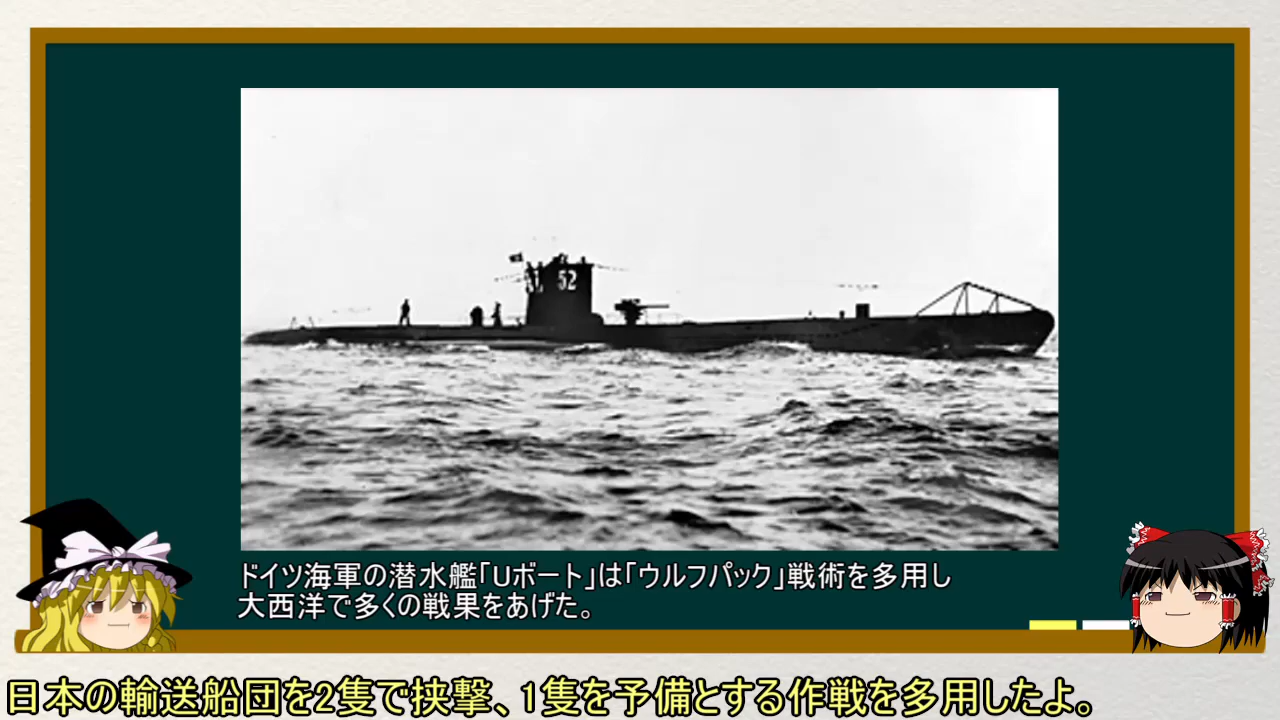 52
ドイツ海軍の潜水艦「Uボート」は「ウルフパック」戦術を多用し
大西洋で多くの戦果をあげた。
日本の輸送船団を2隻で挟撃、1隻を予備とする作戦を多用したよ。